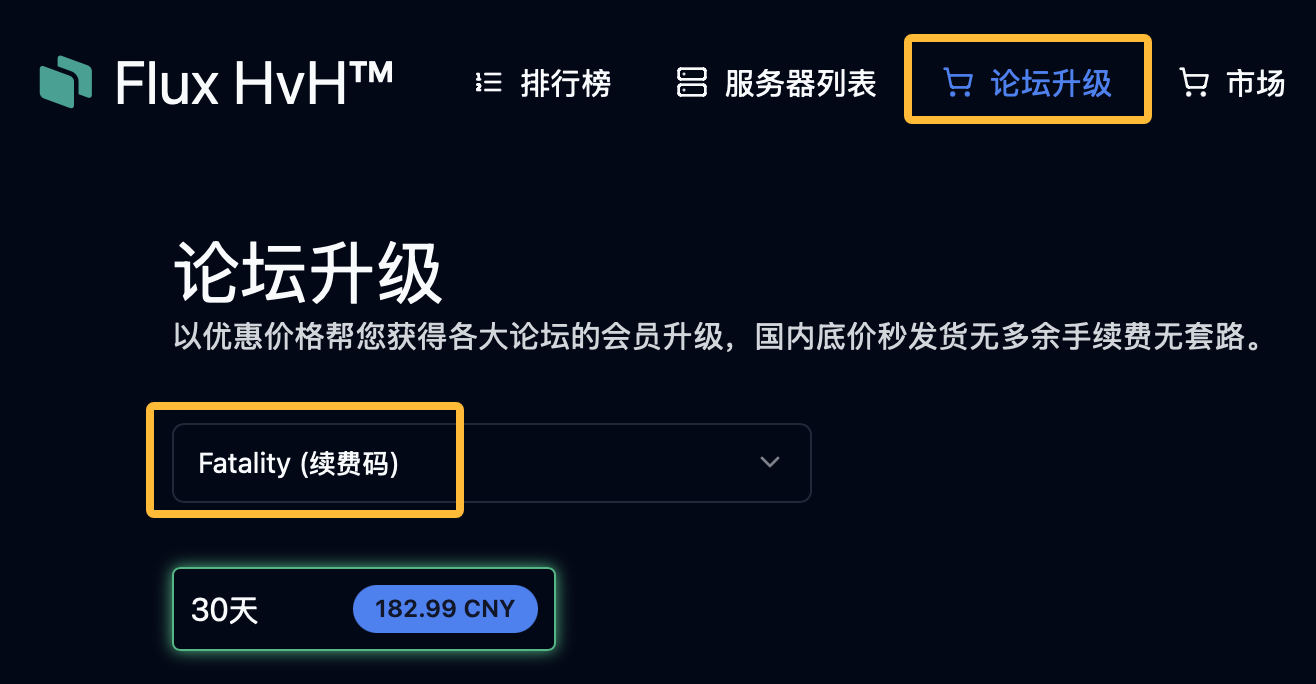 Flux HvH™ 排行榜 服务器列表 论坛升级 市场
论坛升级
以优惠价格帮您获得各大论坛的会员升级，国内底价秒发货无多余手续费无套路。
Fatality (续费码)
30天 182.99 CNY